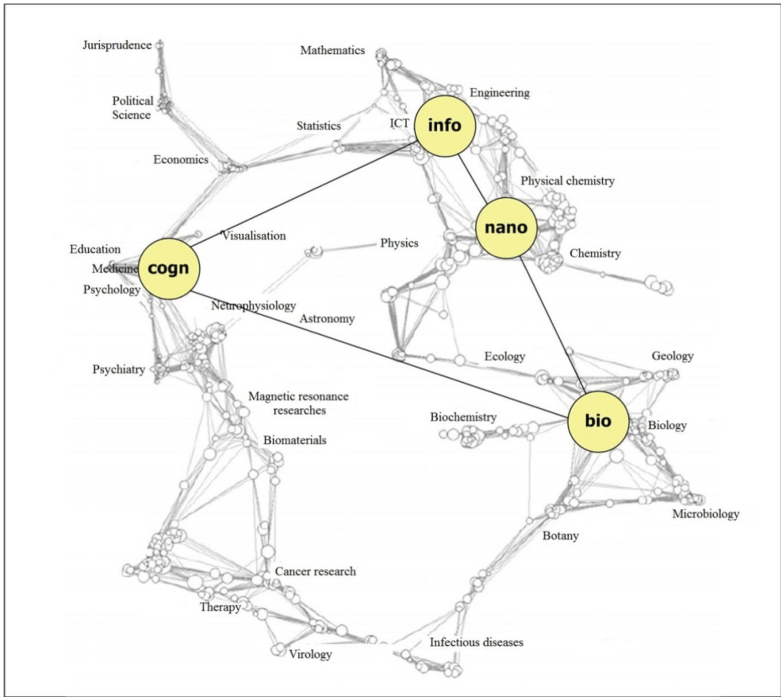 Jurisprudence
Mathematics
Engineering
Political
Science
Statistics
ICT
info
Economics
Physical chemistry
nano
Visualisation
Physics
Education
Chemistry
Medicine
cogn
Psychology
Neurophysiology
Astronomy
Ecology
Geology
Psychiatry
Magnetic resonance
researches
Biochemistry
bio
Biology
Biomaterials
Microbiology
Botany
Cancer research
Therapy
Infectious diseases
Virology